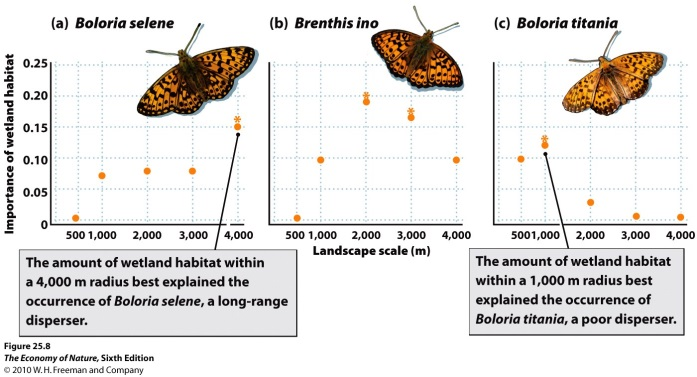 (a) Boloria selene
(b) Brenthis ino
(c) Boloria titania
Importance of wetland habitat
0.25
0.20
0.15
0.10
0.05
0
*
500 1,000 2,000 3,000 4,000
*
*
500 1,000 2,000 3,000 4,000
*
500 1,000 2,000 3,000 4,000
Landscape scale (m)
The amount of wetland habitat within
a 4,000 m radius best explained the
occurrence of Boloria selene, a long-range
disperser.
The amount of wetland habitat
within a 1,000 m radius best
explained the occurrence of
Boloria titania, a poor disperser.
Figure 25.8
The Economy of Nature, Sixth Edition
© 2010 W. H. Freeman and Company